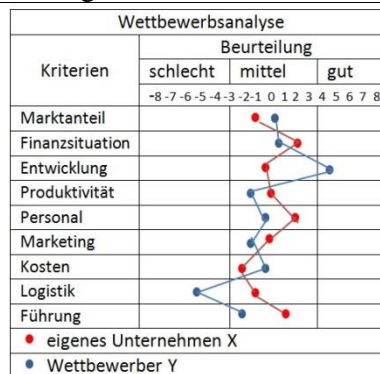 Wettbewerbsanalyse
Kriterien
Beurteilung
schlecht mittel gut
-8 -7 -6 -5 -4 -3 -2 -1 0 1 2 3 4 5 6 7 8
Marktanteil
Finanzsituation
Entwicklung
Produktivität
Personal
Marketing
Kosten
Logistik
Führung
eigenes Unternehmen X
Wettbewerber Y